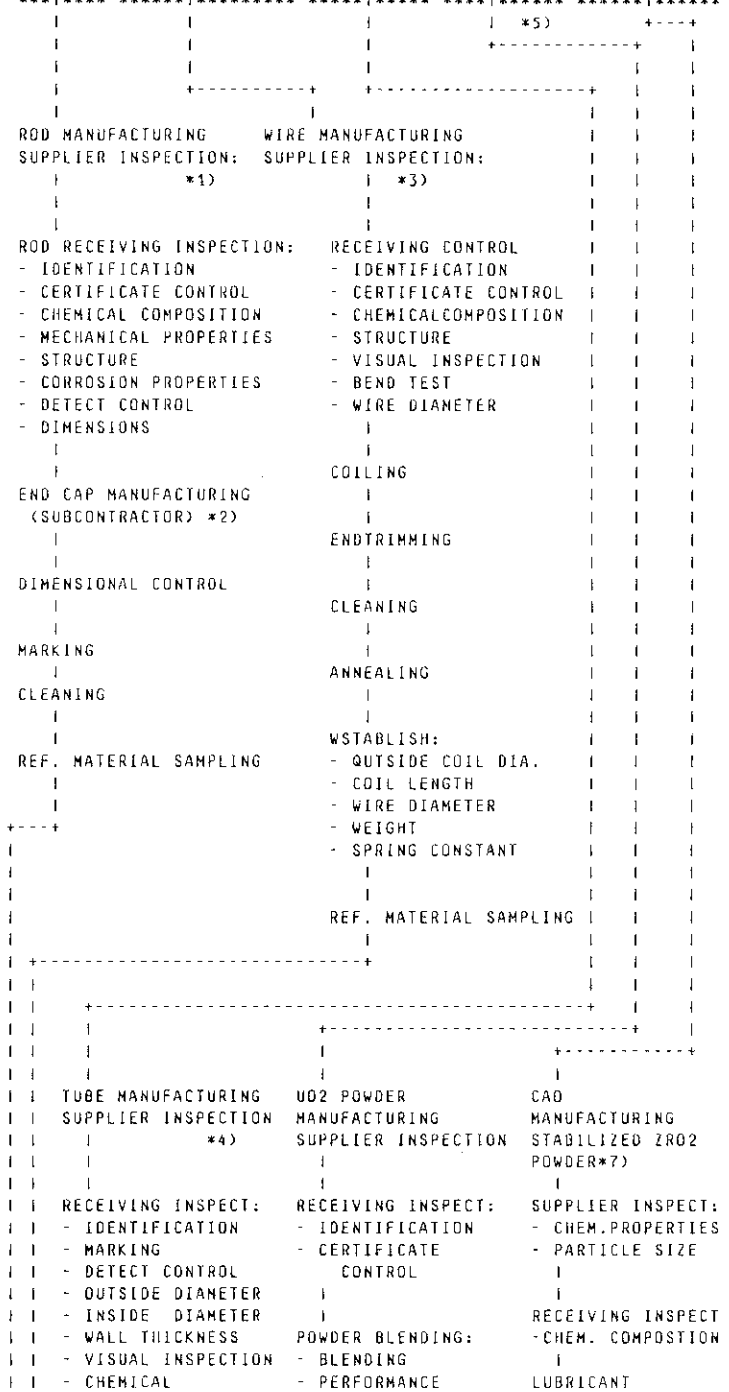 *5)
ROD MANUFACTURING WIRE MANUFACTURING
SUPPLIER INSPECTION: SUPPLIER INSPECTION:
*1) *3)
ROD RECEIVING INSPECTION: RECEIVING CONTROL
- IDENTIFICATION - IDENTIFICATION
- CERTIFICATE CONTROL - CERTIFICATE CONTROL
- CHEMICAL COMPOSITION - CHEMICALCOMPOSITION
- MECHANICAL PROPERTIES - STRUCTURE
- STRUCTURE - VISUAL INSPECTION
- CORROSION PROPERTIES - BEND TEST
- DETECT CONTROL - WIRE DIAMETER
- DIMENSIONS
COILING
END CAP MANUFACTURING
(SUBCONTRACTOR) *2)
ENDTRIMMING
DIMENSIONAL CONTROL
CLEANING
MARKING
ANNEALING
CLEANING
WSTABLISH:
REF. MATERIAL SAMPLING - OUTSIDE COIL DIA.
- COIL LENGTH
- WIRE DIAMETER
- WEIGHT
- SPRING CONSTANT
REF. MATERIAL SAMPLING
TUBE MANUFACTURING UO2 POWDER CAO
SUPPLIER INSPECTION MANUFACTURING MANUFACTURING
*4) SUPPLIER INSPECTION STABILIZED ZRO2
POWDER*7)
RECEIVING INSPECT: RECEIVING INSPECT: SUPPLIER INSPECT:
- IDENTIFICATION - IDENTIFICATION - CHEM.PROPERTIES
- MARKING - CERTIFICATE - PARTICLE SIZE
- DETECT CONTROL CONTROL
- OUTSIDE DIAMETER
- INSIDE DIAMETER RECEIVING INSPECT
- WALL THICKNESS POWDER BLENDING: -CHEM. COMPOSTION
- VISUAL INSPECTION - BLENDING
- CHEMICAL - PERFORMANCE LUBRICANT